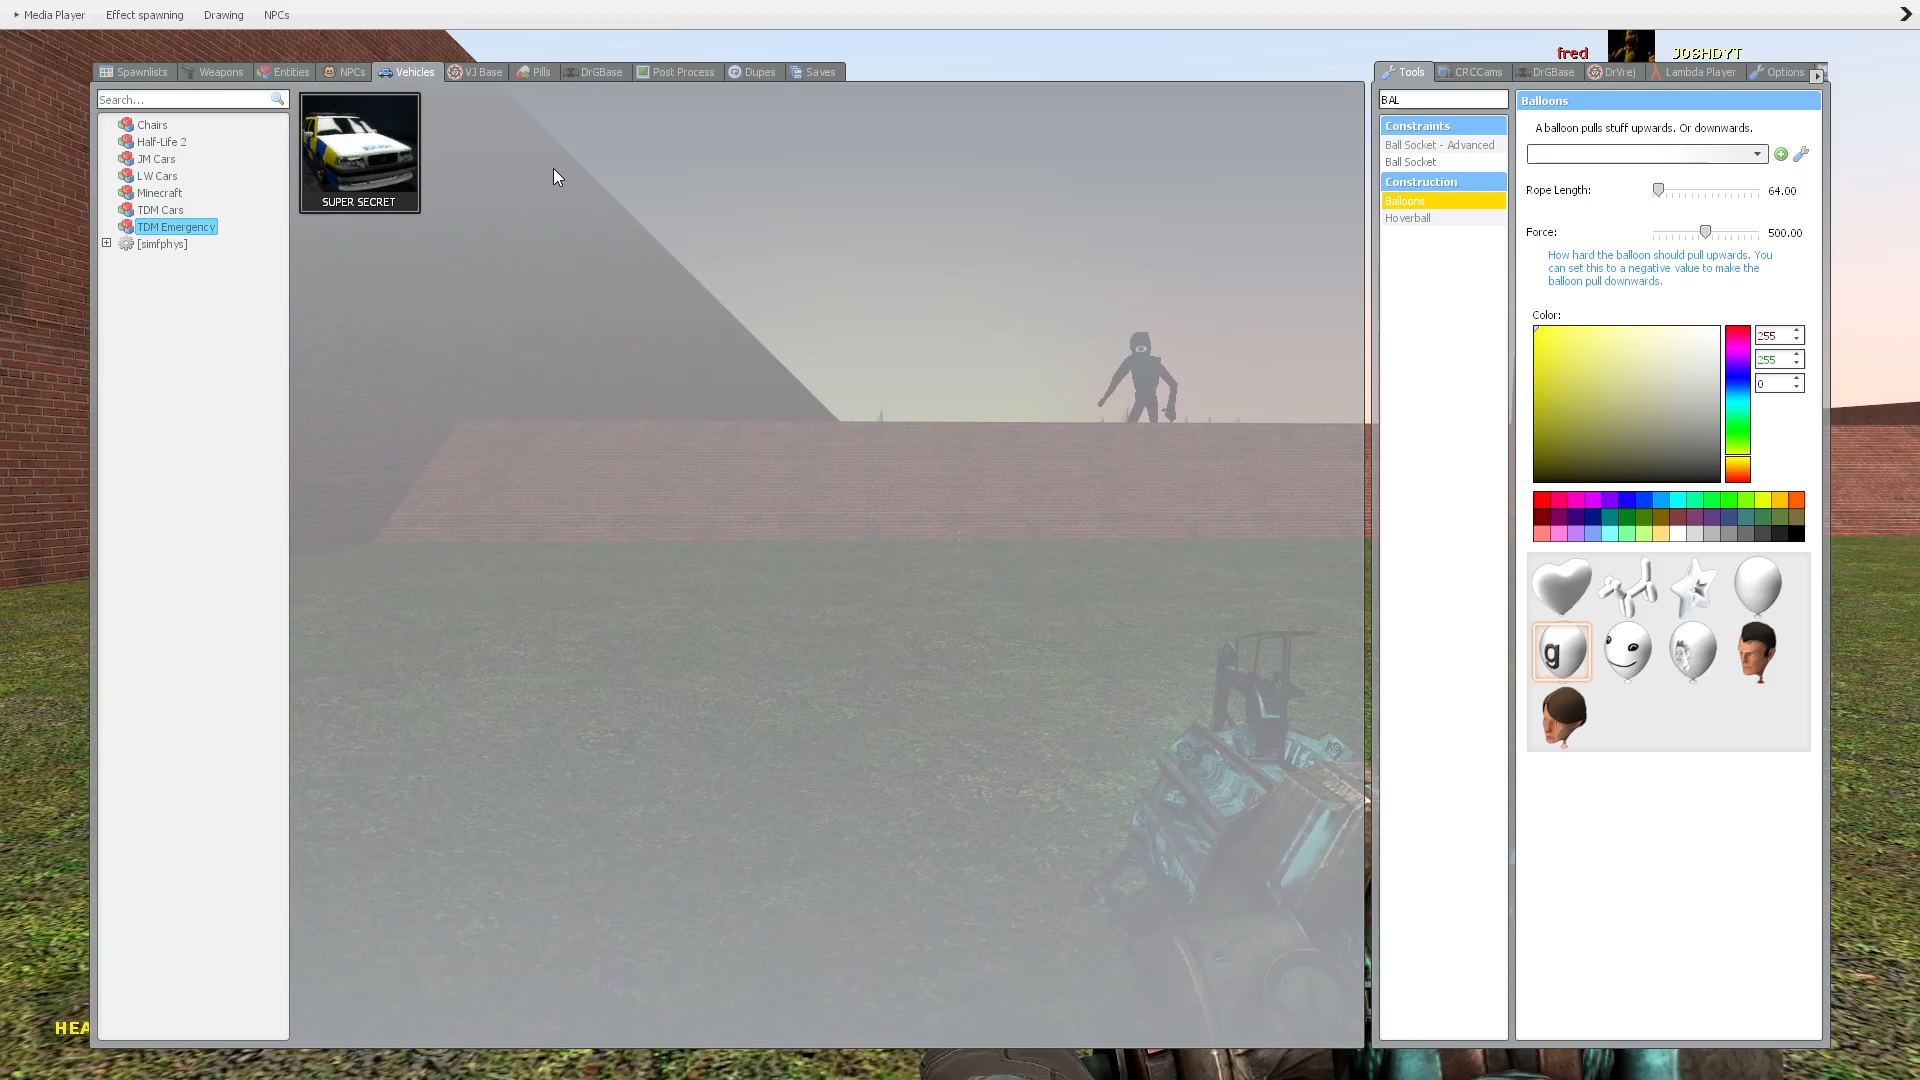 Media Player Effect spawning Drawing NPCs
fred JOSHDYT
Spawnlists Weapons Entities NPCs Vehicles VJ Base Pills DrGBase Post Process Dupes Saves
Search...
Chairs
Half-Life 2
JM Cars
LW Cars
Minecraft
TDM Cars
TDM Emergency
[simfphys]
SUPER SECRET
HEA
Tools CRCCams DrGBase DrVrej Lambda Player Options
BAL
Constraints
Ball Socket - Advanced
Ball Socket
Construction
Balloons
Hoverball
Balloons
A balloon pulls stuff upwards. Or downwards.
Rope Length: 64.00
Force: 500.00
How hard the balloon should pull upwards. You
can set this to a negative value to make the
balloon pull downwards.
Color:
255
255
0
g